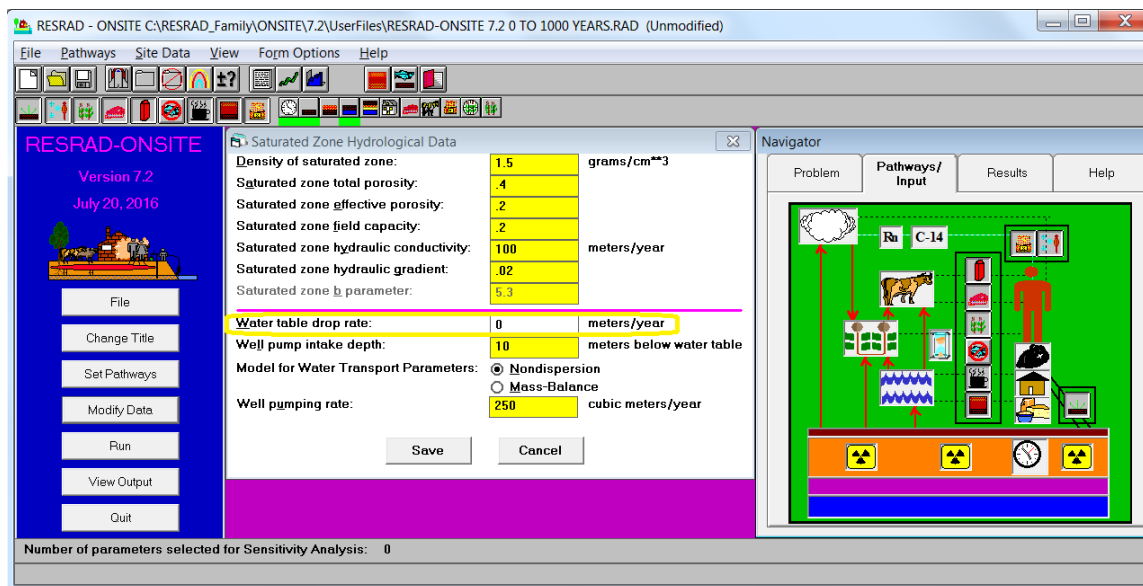 RESRAD - ONSITE C:\RESRAD_Family\ONSITE\7.2\UserFiles\RESRAD-ONSITE 7.2 0 TO 1000 YEARS.RAD (Unmodified)
File Pathways Site Data View Form Options Help
±?
RESRAD-ONSITE
Version 7.2
July 20, 2016
File
Change Title
Set Pathways
Modify Data
Run
View Output
Quit
Saturated Zone Hydrological Data
Density of saturated zone: 1.5 grams/cm**3
Saturated zone total porosity: .4
Saturated zone effective porosity: .2
Saturated zone field capacity: .2
Saturated zone hydraulic conductivity: 100 meters/year
Saturated zone hydraulic gradient: .02
Saturated zone b parameter: 5.3
Water table drop rate: 0 meters/year
Well pump intake depth: 10 meters below water table
Model for Water Transport Parameters: Nondispersion
Mass-Balance
Well pumping rate: 250 cubic meters/year
Save Cancel
Navigator
Problem Pathways/ Input Results Help
Rn C-14
Number of parameters selected for Sensitivity Analysis: 0